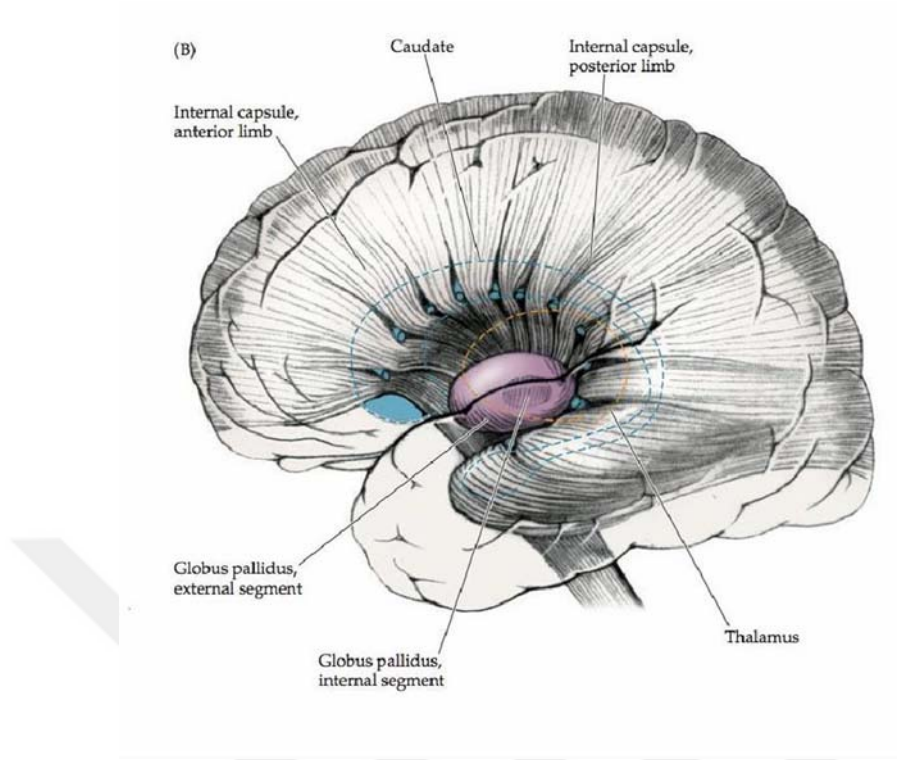 (B)
Caudate
Internal capsule,
posterior limb
Internal capsule,
anterior limb
Globus pallidus,
external segment
Thalamus
Globus pallidus,
internal segment